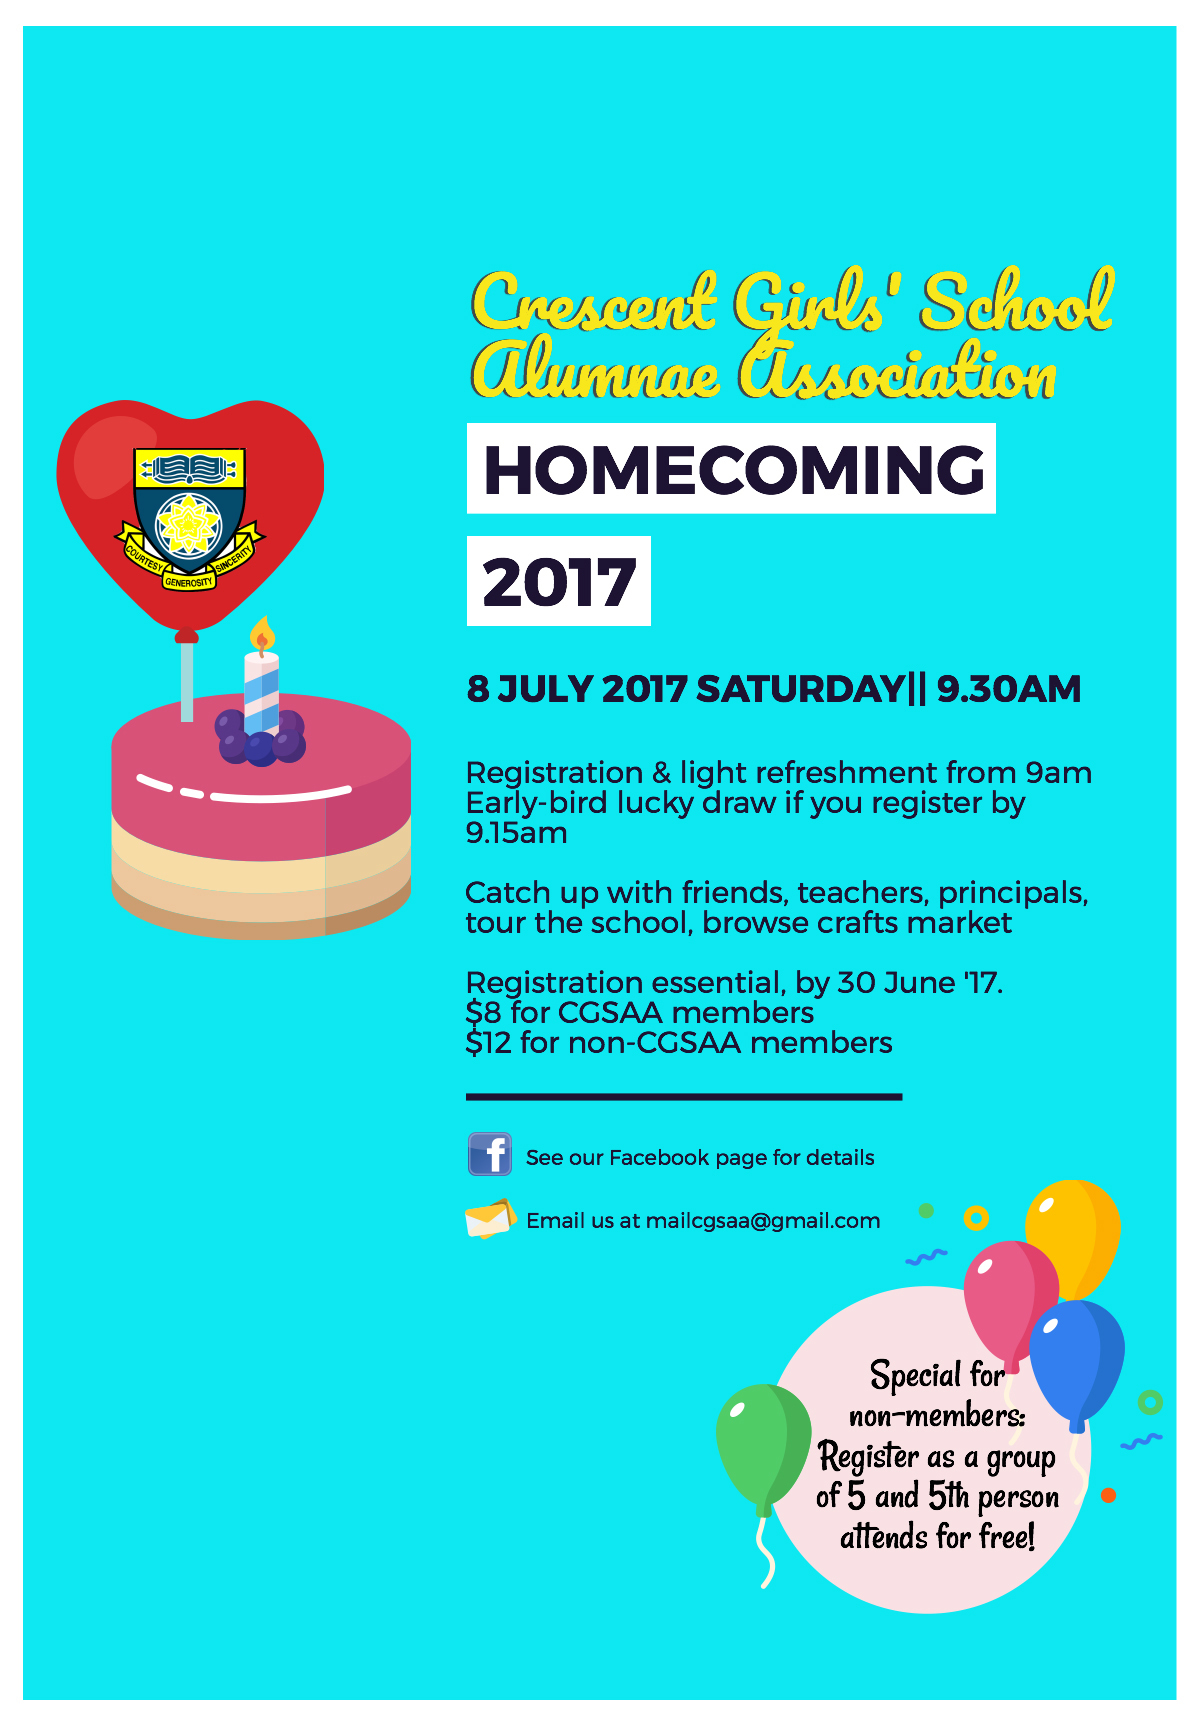 Crescent Girls' School
Alumnae Association
HOMECOMING
2017
COURTESY
GENEROSITY
SINCERITY
8 JULY 2017 SATURDAY|| 9.30AM
Registration & light refreshment from 9am
Early-bird lucky draw if you register by
9.15am
Catch up with friends, teachers, principals,
tour the school, browse crafts market
Registration essential, by 30 June '17.
$8 for CGSAA members
$12 for non-CGSAA members
f
See our Facebook page for details
Email us at mailcgsaa@gmail.com
Special for
non-members:
Register as a group
of 5 and 5th person
attends for free!